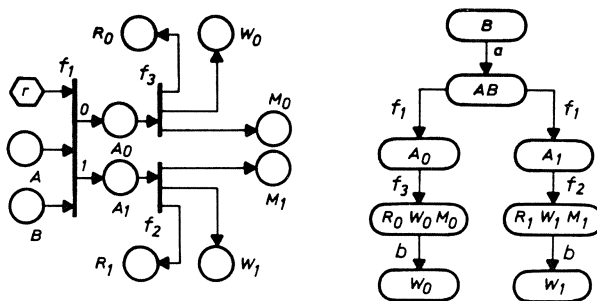 R₀
W₀
B
r
f₁
f₃
a
0
M₀
AB
A
A₀
f₁
f₁
1
M₁
A₀
A₁
B
A₁
f₂
f₃
f₂
R₀ W₀ M₀
R₁ W₁ M₁
R₁
W₁
b
b
W₀
W₁